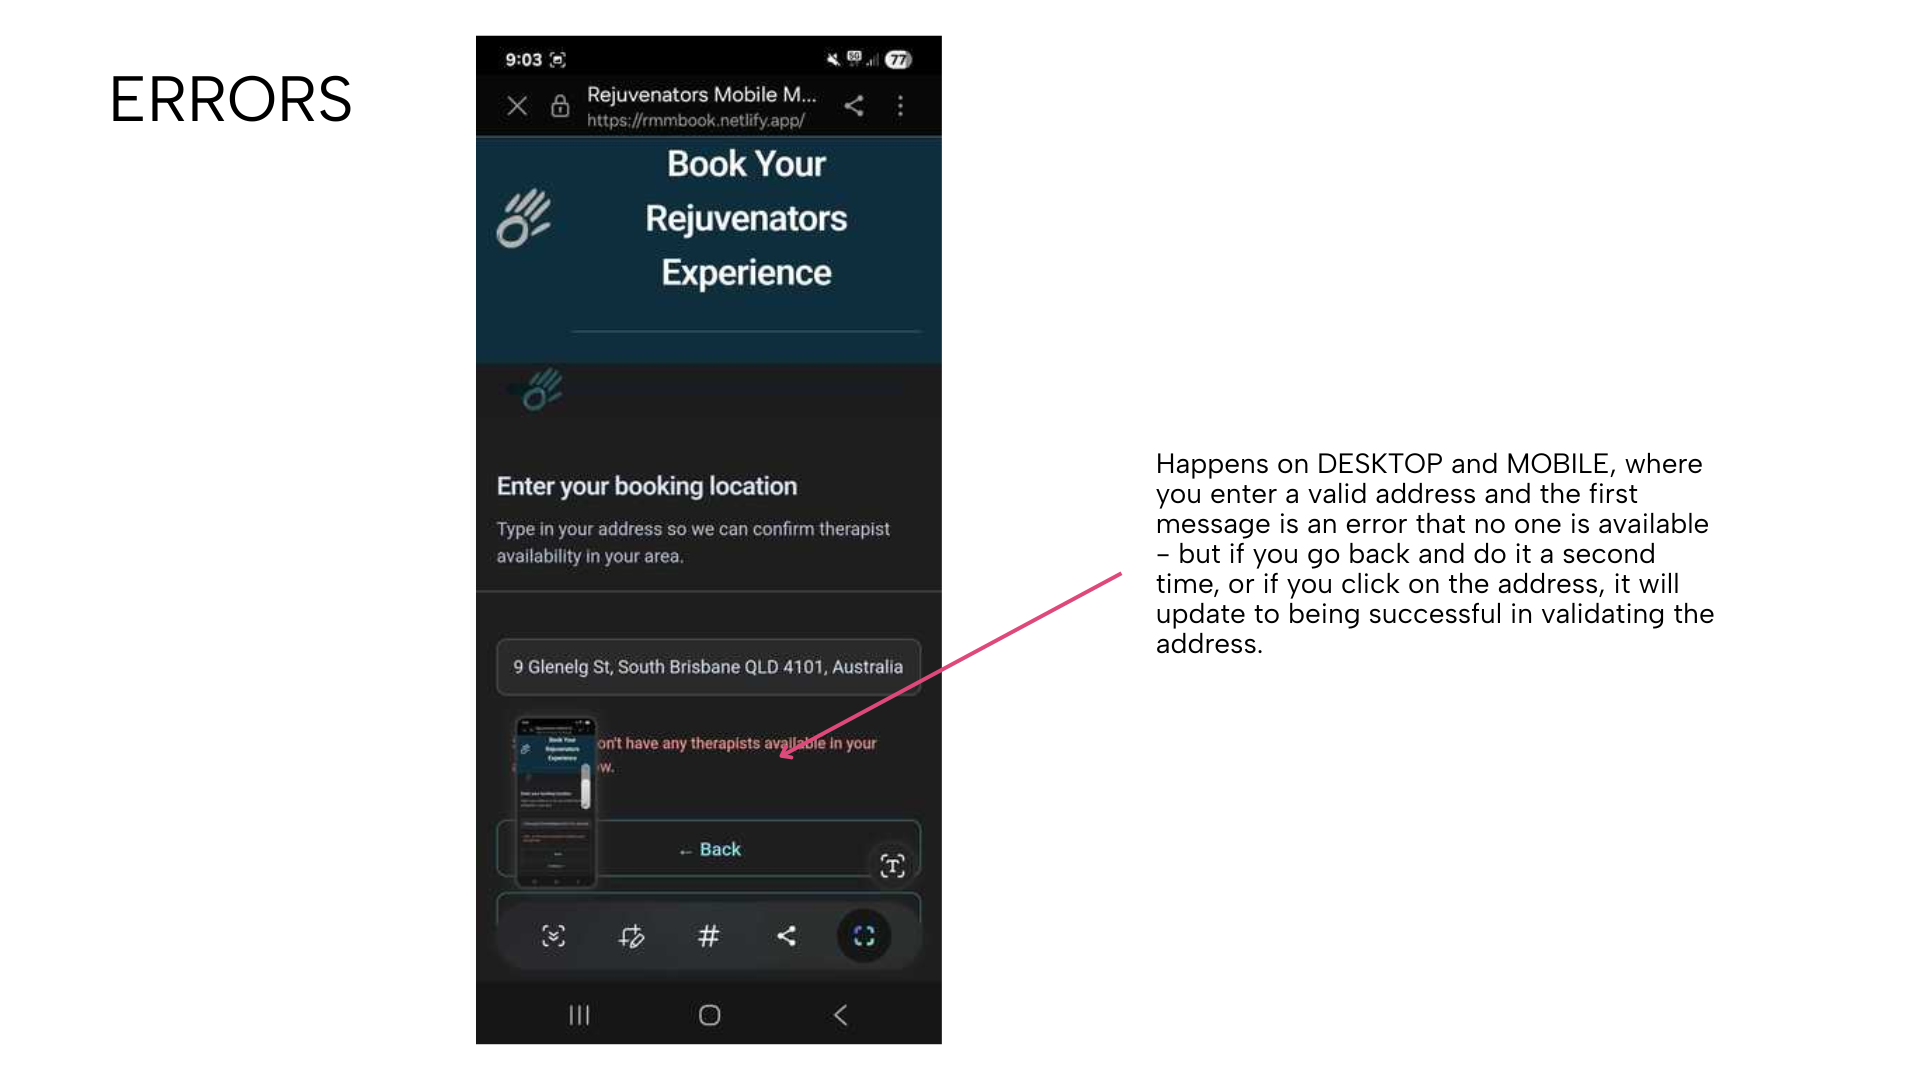 ERRORS
9:03
77
Rejuvenators Mobile M...
https://rmmbook.netlify.app/
Book Your
Rejuvenators
Experience
Enter your booking location
Type in your address so we can confirm therapist
availability in your area.
9 Glenelg St, South Brisbane QLD 4101, Australia
on't have any therapists available in your
w.
← Back
Happens on DESKTOP and MOBILE, where
you enter a valid address and the first
message is an error that no one is available
- but if you go back and do it a second
time, or if you click on the address, it will
update to being successful in validating the
address.